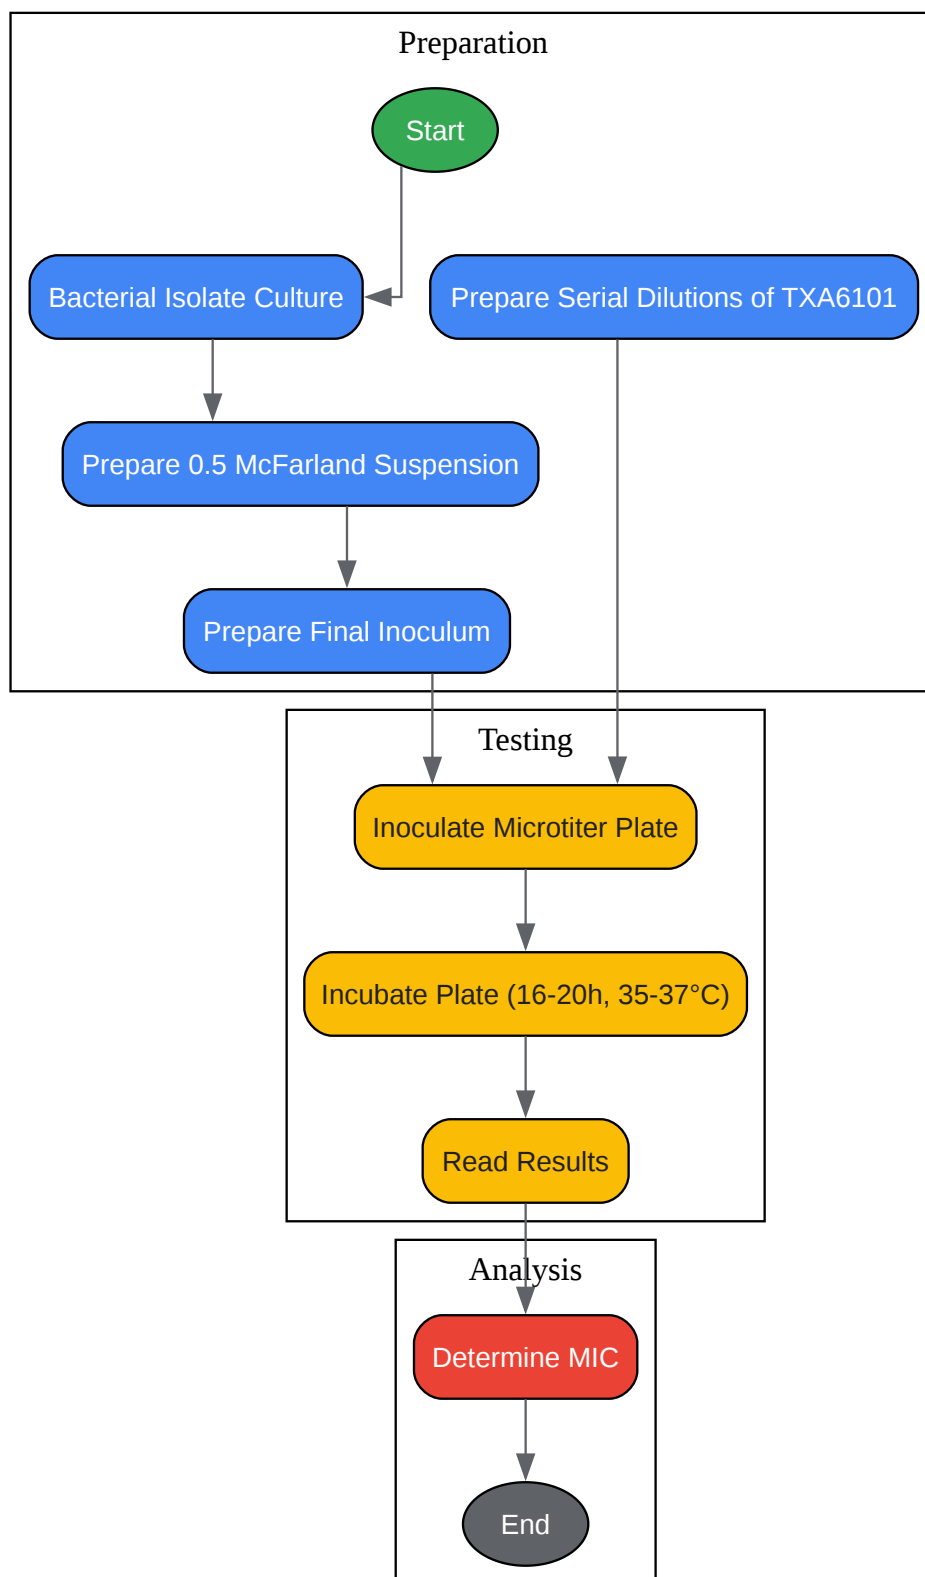 Preparation
Start
Bacterial Isolate Culture
Prepare Serial Dilutions of TXA6101
Prepare 0.5 McFarland Suspension
Prepare Final Inoculum
Testing
Inoculate Microtiter Plate
Incubate Plate (16-20h, 35-37°C)
Read Results
Analysis
Determine MIC
End